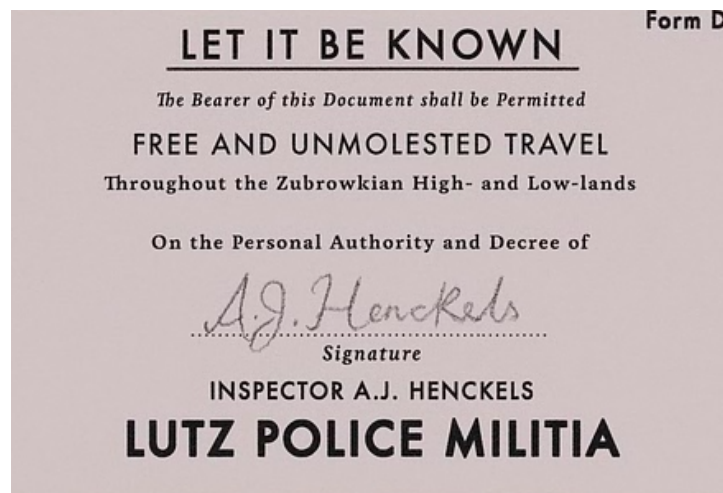 Form D
LET IT BE KNOWN
The Bearer of this Document shall be Permitted
FREE AND UNMOLESTED TRAVEL
Throughout the Zubrowkian High- and Low-lands
On the Personal Authority and Decree of
A.J. Henckels
Signature
INSPECTOR A.J. HENCKELS
LUTZ POLICE MILITIA